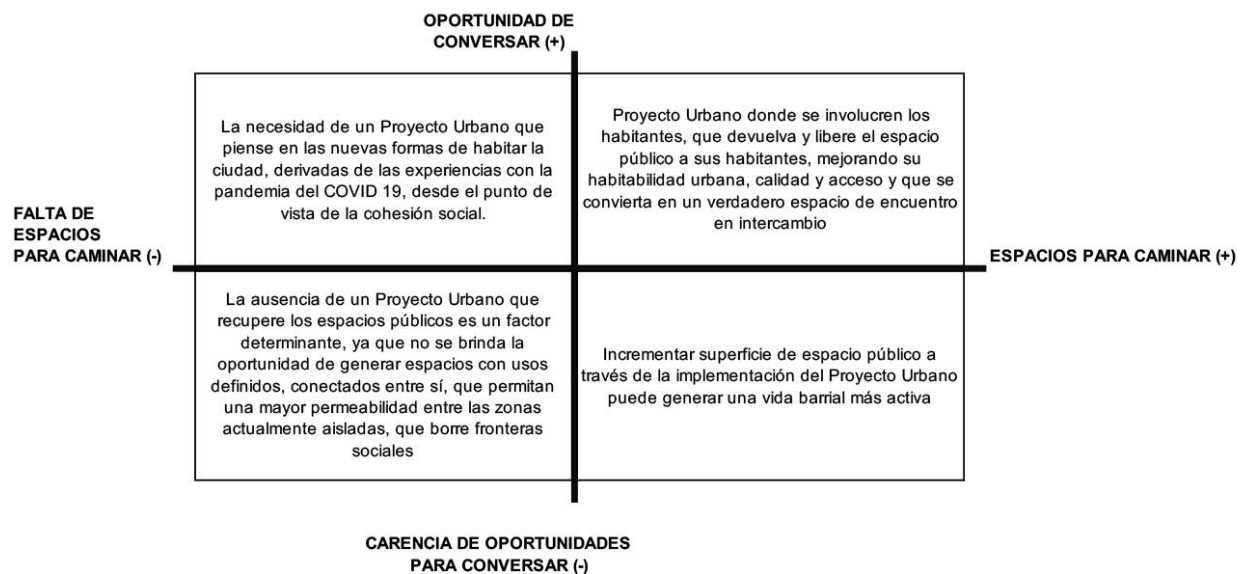 OPORTUNIDAD DE
CONVERSAR (+)
La necesidad de un Proyecto Urbano que
piense en las nuevas formas de habitar la
ciudad, derivadas de las experiencias con la
pandemia del COVID 19, desde el punto de
vista de la cohesión social.
Proyecto Urbano donde se involucren los
habitantes, que devuelva y libere el espacio
público a sus habitantes, mejorando su
habitabilidad urbana, calidad y acceso y que se
convierta en un verdadero espacio de encuentro
en intercambio
FALTA DE
ESPACIOS
PARA CAMINAR (-)
ESPACIOS PARA CAMINAR (+)
La ausencia de un Proyecto Urbano que
recupere los espacios públicos es un factor
determinante, ya que no se brinda la
oportunidad de generar espacios con usos
definidos, conectados entre sí, que permitan
una mayor permeabilidad entre las zonas
actualmente aisladas, que borre fronteras
sociales
Incrementar superficie de espacio público a
través de la implementación del Proyecto Urbano
puede generar una vida barrial más activa
CARENCIA DE OPORTUNIDADES
PARA CONVERSAR (-)